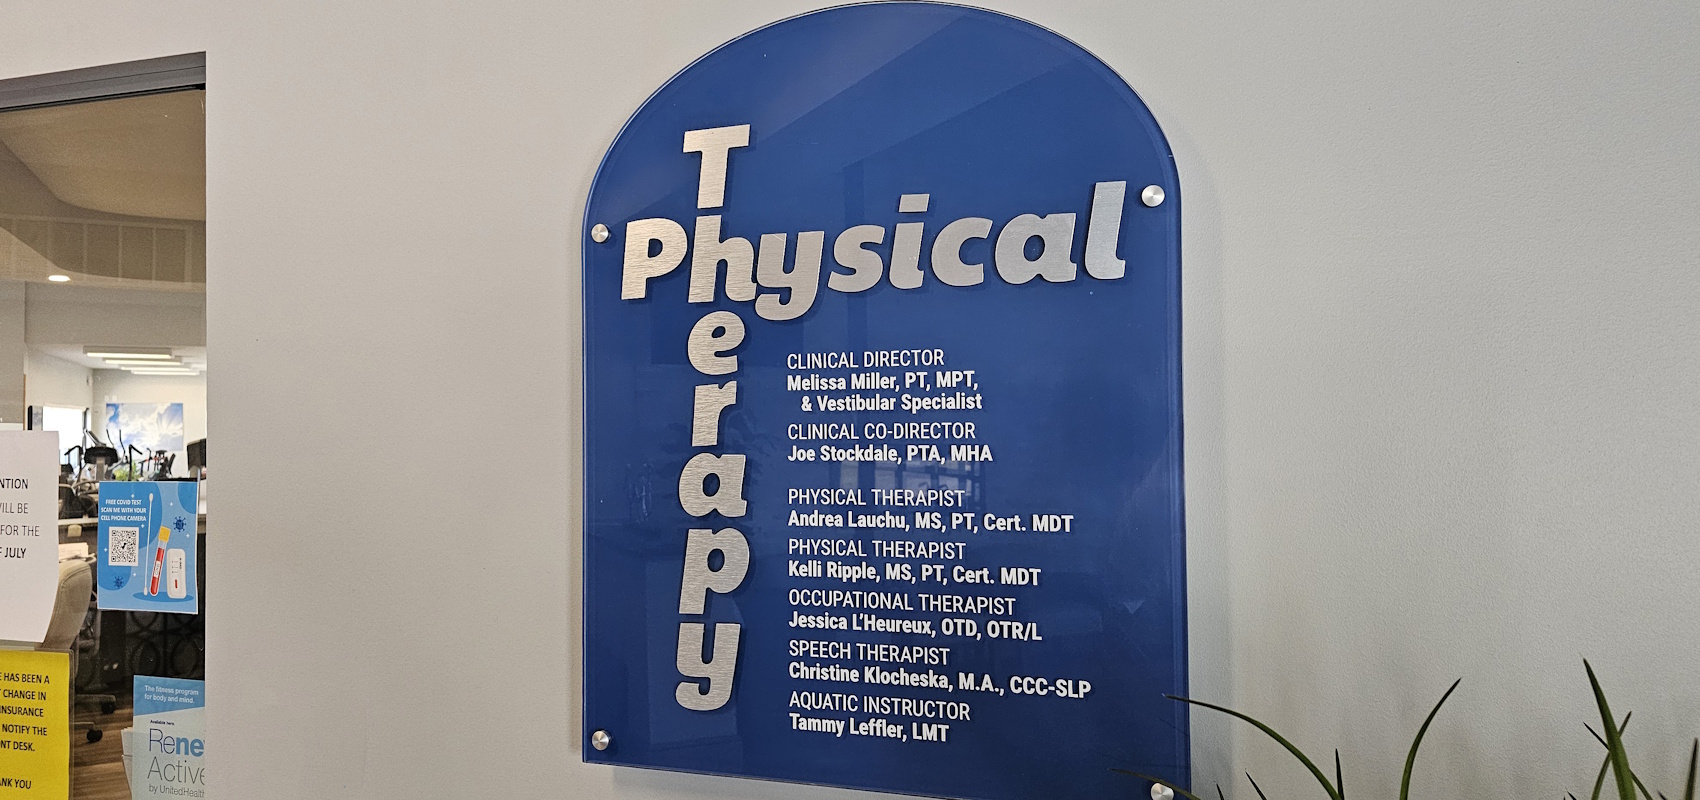 Therapy
Physical
CLINICAL DIRECTOR
Melissa Miller, PT, MPT,
& Vestibular Specialist
CLINICAL CO-DIRECTOR
Joe Stockdale, PTA, MHA
PHYSICAL THERAPIST
Andrea Lauchu, MS, PT, Cert. MDT
PHYSICAL THERAPIST
Kelli Ripple, MS, PT, Cert. MDT
OCCUPATIONAL THERAPIST
Jessica L'Heureux, OTD, OTR/L
SPEECH THERAPIST
Christine Klocheska, M.A., CCC-SLP
AQUATIC INSTRUCTOR
Tammy Leffler, LMT
NTION
ILL BE
FOR THE
F JULY
FREE COVID TEST
SCAN ME WITH YOUR
CELL PHONE CAMERA
E HAS BEEN A
CHANGE IN
INSURANCE
NOTIFY THE
NT DESK.
ANK YOU
The fitness program
for body and mind.
Available here.
Rene
Active
by UnitedHealth